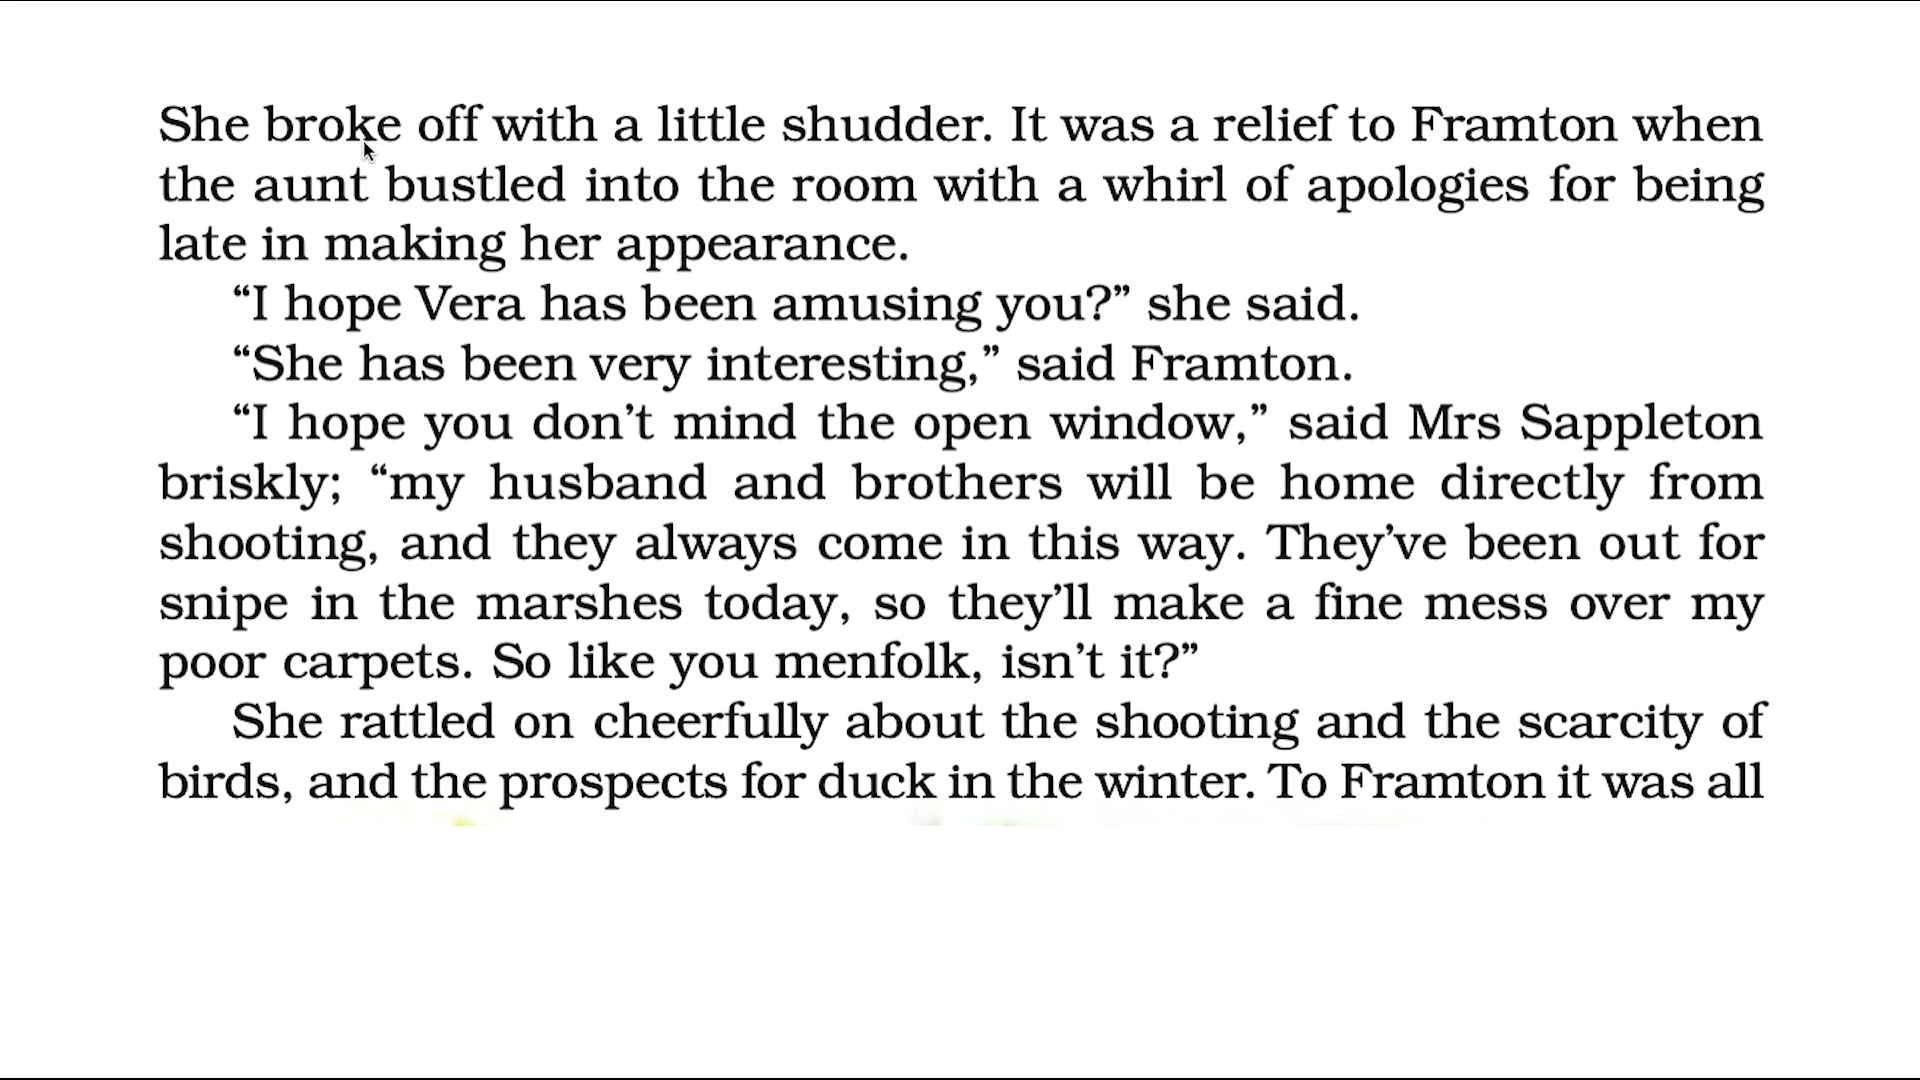 She broke off with a little shudder. It was a relief to Framton when
the aunt bustled into the room with a whirl of apologies for being
late in making her appearance.
“I hope Vera has been amusing you?” she said.
“She has been very interesting,” said Framton.
“I hope you don’t mind the open window,” said Mrs Sappleton
briskly; “my husband and brothers will be home directly from
shooting, and they always come in this way. They’ve been out for
snipe in the marshes today, so they’ll make a fine mess over my
poor carpets. So like you menfolk, isn’t it?”
She rattled on cheerfully about the shooting and the scarcity of
birds, and the prospects for duck in the winter. To Framton it was all